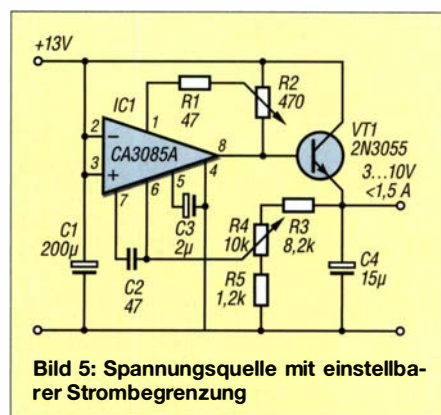 +13V
IC1
R1
47
R2
470
VT1
2N3055
3...10V
<1,5 A
2
3
1
8
CA3085A
5
4
7
6
C1
200µ
C2
47
C3
2µ
R4
10k
R3
8,2k
R5
1,2k
C4
15µ
Bild 5: Spannungsquelle mit einstellba-
rer Strombegrenzung